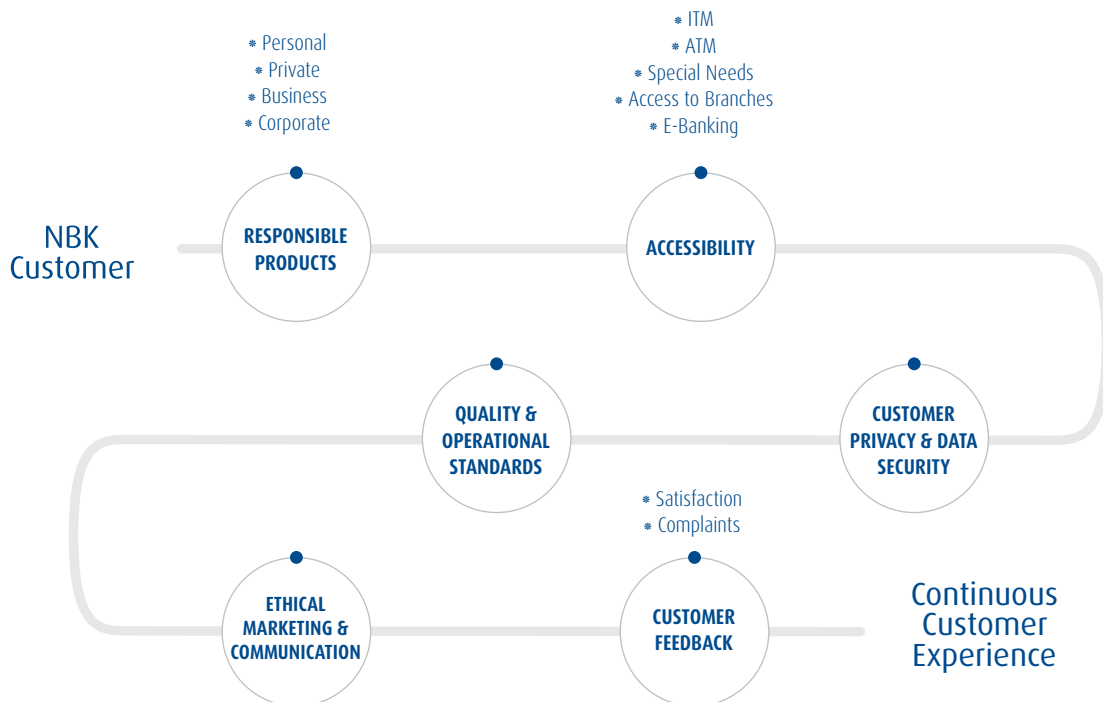 * Personal
* Private
* Business
* Corporate
* ITM
* ATM
* Special Needs
* Access to Branches
* E-Banking
NBK
Customer
RESPONSIBLE
PRODUCTS
ACCESSIBILITY
CUSTOMER
PRIVACY & DATA
SECURITY
QUALITY &
OPERATIONAL
STANDARDS
ETHICAL
MARKETING &
COMMUNICATION
* Satisfaction
* Complaints
CUSTOMER
FEEDBACK
Continuous
Customer
Experience